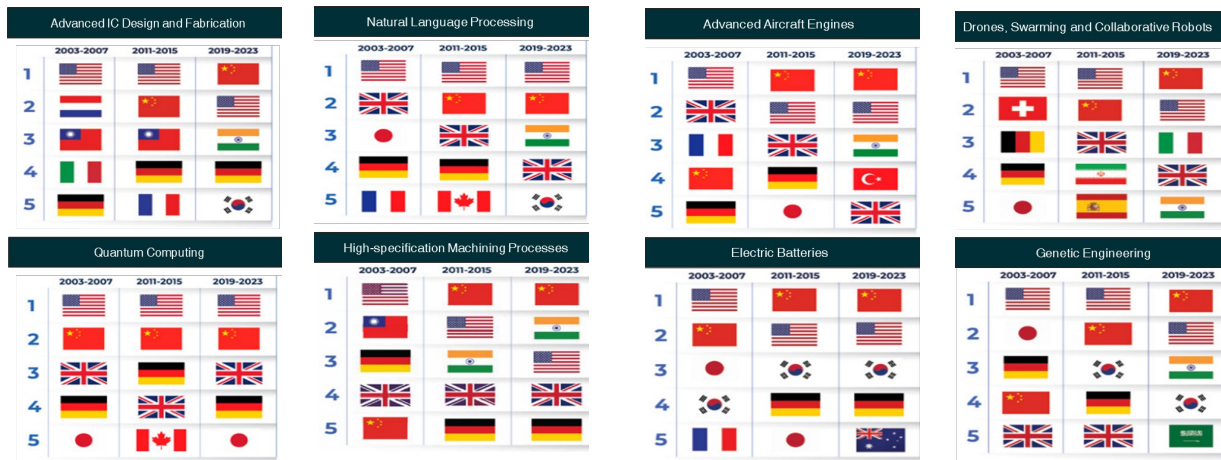 Advanced IC Design and Fabrication
2003-2007 2011-2015 2019-2023
1
2
3
4
5
Natural Language Processing
2003-2007 2011-2015 2019-2023
1
2
3
4
5
Advanced Aircraft Engines
2003-2007 2011-2015 2019-2023
1
2
3
4
5
Drones, Swarming and Collaborative Robots
2003-2007 2011-2015 2019-2023
1
2
3
4
5
Quantum Computing
2003-2007 2011-2015 2019-2023
1
2
3
4
5
High-specification Machining Processes
2003-2007 2011-2015 2019-2023
1
2
3
4
5
Electric Batteries
2003-2007 2011-2015 2019-2023
1
2
3
4
5
Genetic Engineering
2003-2007 2011-2015 2019-2023
1
2
3
4
5